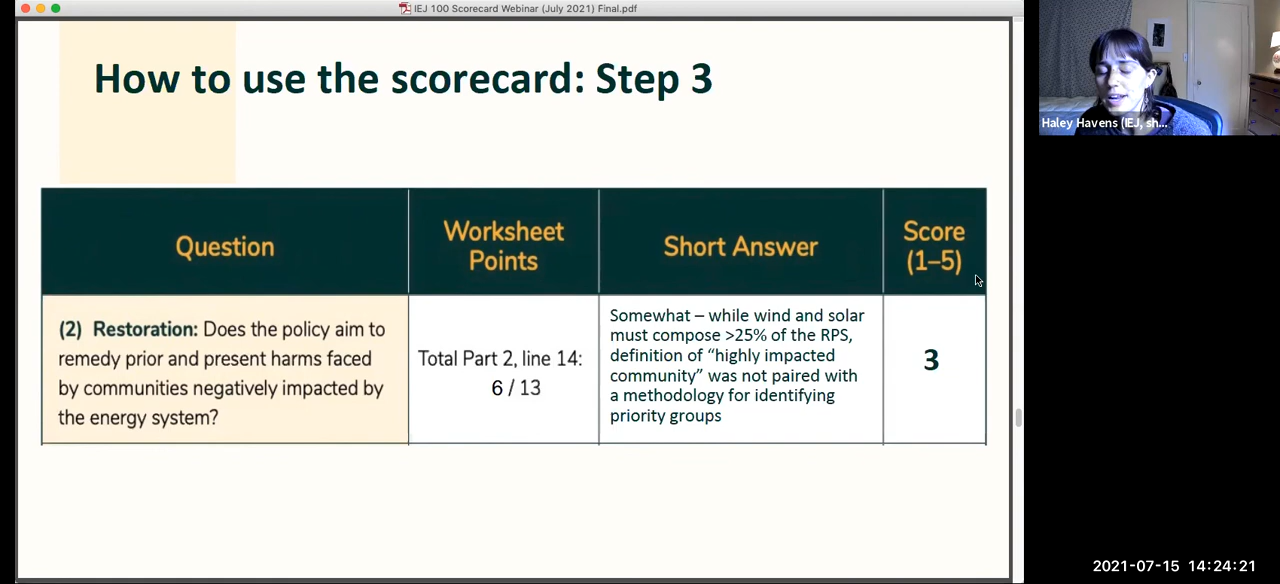 IEJ 100 Scorecard Webinar (July 2021) Final.pdf
How to use the scorecard: Step 3
Question
Worksheet
Points
Short Answer
Score
(1–5)
(2) Restoration: Does the policy aim to
remedy prior and present harms faced
by communities negatively impacted by
the energy system?
Total Part 2, line 14:
6 / 13
Somewhat – while wind and solar
must compose >25% of the RPS,
definition of “highly impacted
community” was not paired with
a methodology for identifying
priority groups
3
Haley Havens (IEJ, sh...
2021-07-15 14:24:21